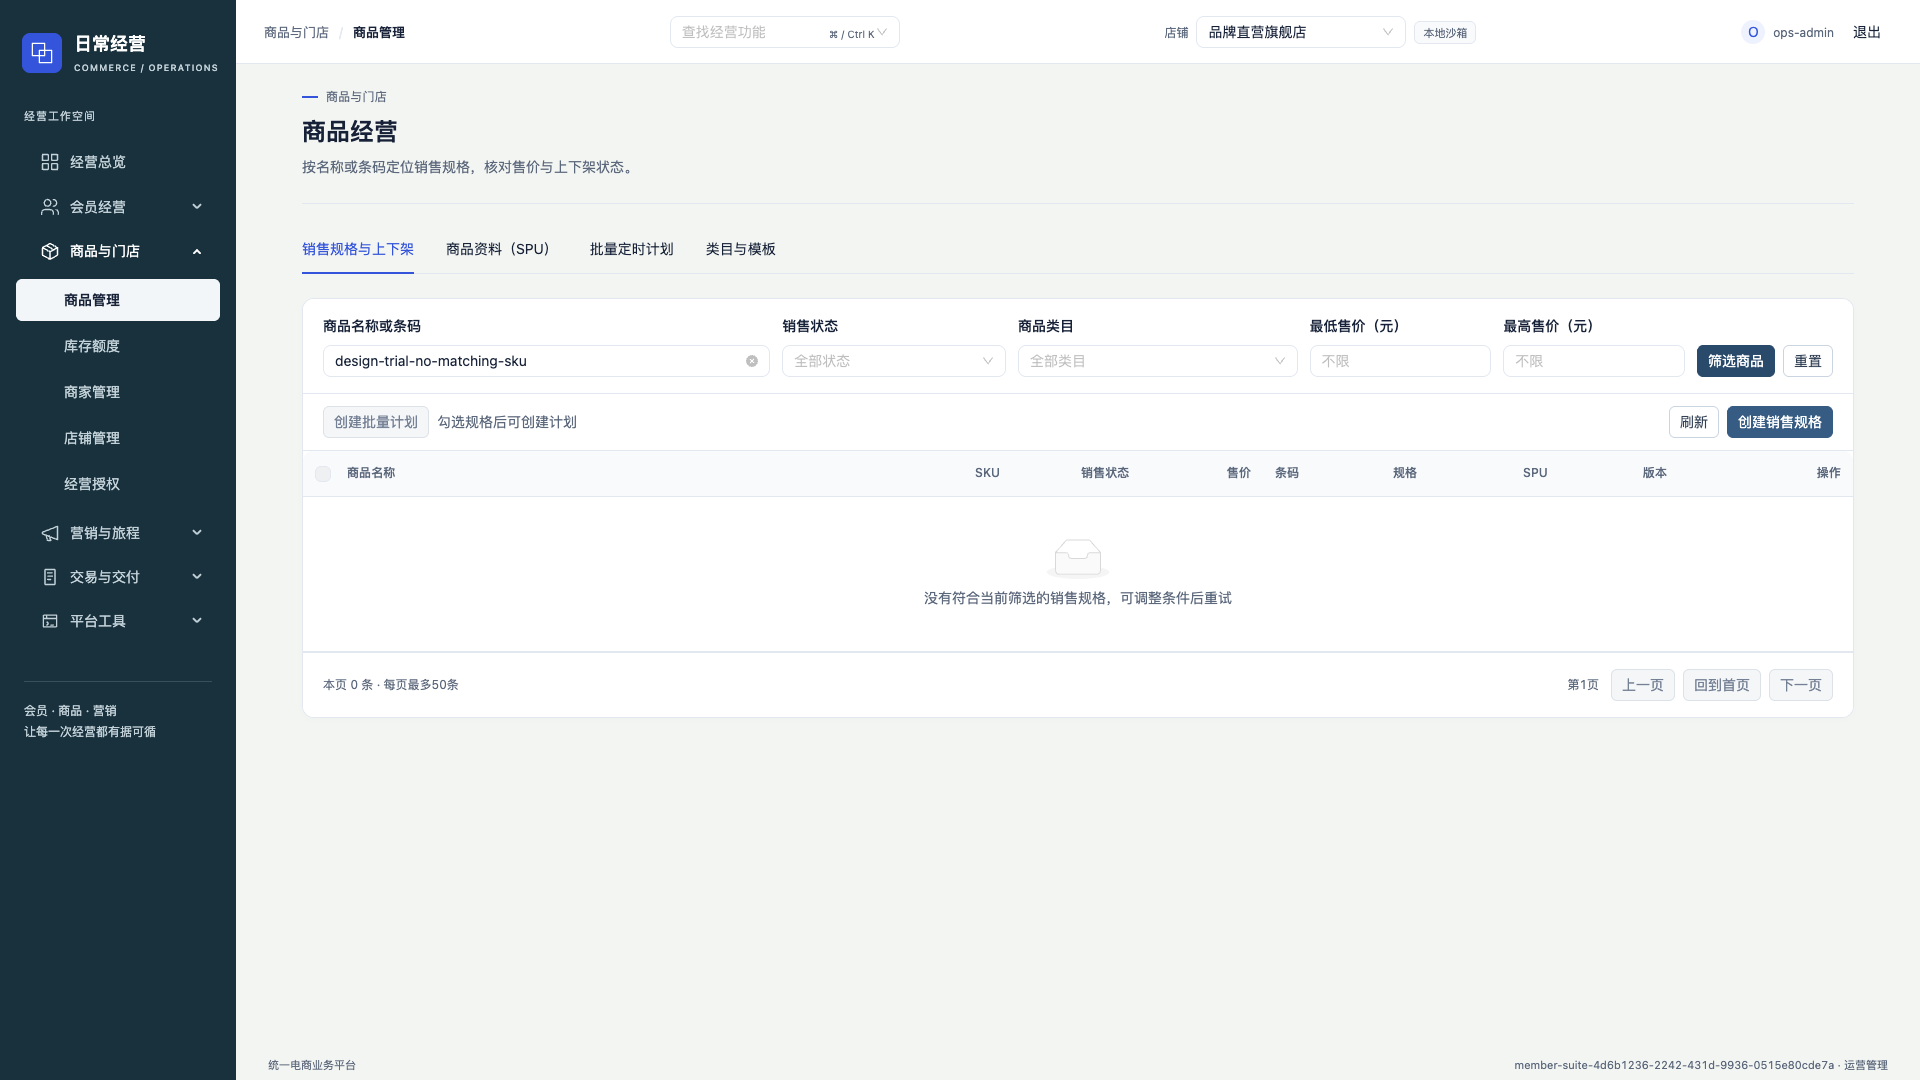 日常经营
COMMERCE / OPERATIONS
经营工作空间
经营总览
会员经营
商品与门店
商品管理
库存额度
商家管理
店铺管理
经营授权
营销与旅程
交易与交付
平台工具
会员 · 商品 · 营销
让每一次经营都有据可循
商品与门店 / 商品管理
查找经营功能 ⌘ / Ctrl K
店铺 品牌直营旗舰店 本地沙箱
O ops-admin 退出
商品与门店
商品经营
按名称或条码定位销售规格，核对售价与上下架状态。
销售规格与上下架 商品资料（SPU） 批量定时计划 类目与模板
商品名称或条码 销售状态 商品类目 最低售价（元） 最高售价（元）
design-trial-no-matching-sku 全部状态 全部类目 不限 不限 筛选商品 重置
创建批量计划 勾选规格后可创建计划 刷新 创建销售规格
商品名称 SKU 销售状态 售价 条码 规格 SPU 版本 操作
没有符合当前筛选的销售规格，可调整条件后重试
本页 0 条 · 每页最多50条 第1页 上一页 回到首页 下一页
统一电商业务平台 member-suite-4d6b1236-2242-431d-9936-0515e80cde7a · 运营管理